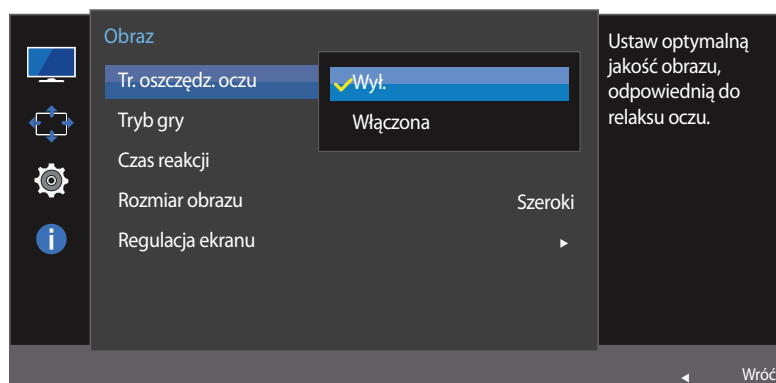 Obraz
Tr. oszczędz. oczu
Wył.
Tryb gry
Włączona
Czas reakcji
Rozmiar obrazu Szeroki
Regulacja ekranu
Ustaw optymalną
jakość obrazu,
odpowiednią do
relaksu oczu.
Wróć